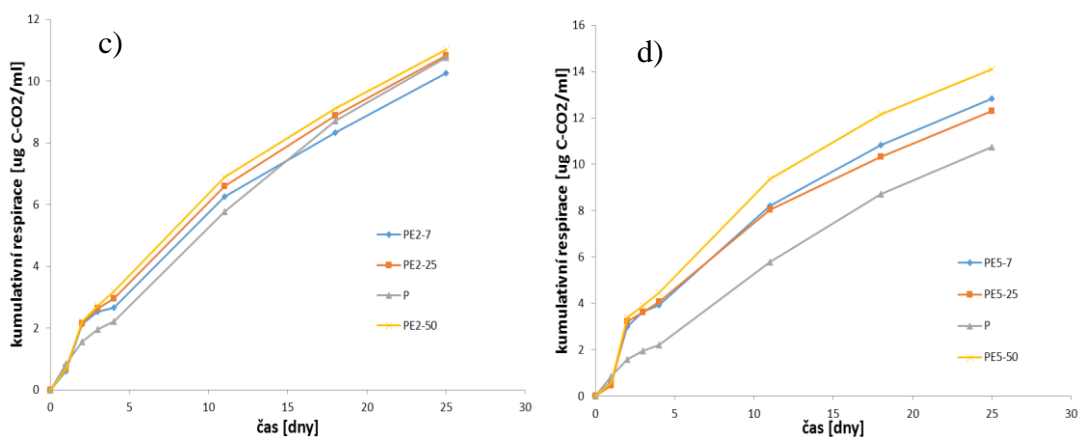 c)
kumulativní respirace [ug C-CO2/ml]
12
10
8
6
4
2
0
0 5 10 15 20 25 30
čas [dny]
PE2-7
PE2-25
P
PE2-50
d)
kumulativní respirace [ug C-CO2/ml]
16
14
12
10
8
6
4
2
0
0 5 10 15 20 25 30
čas [dny]
PE5-7
PE5-25
P
PE5-50